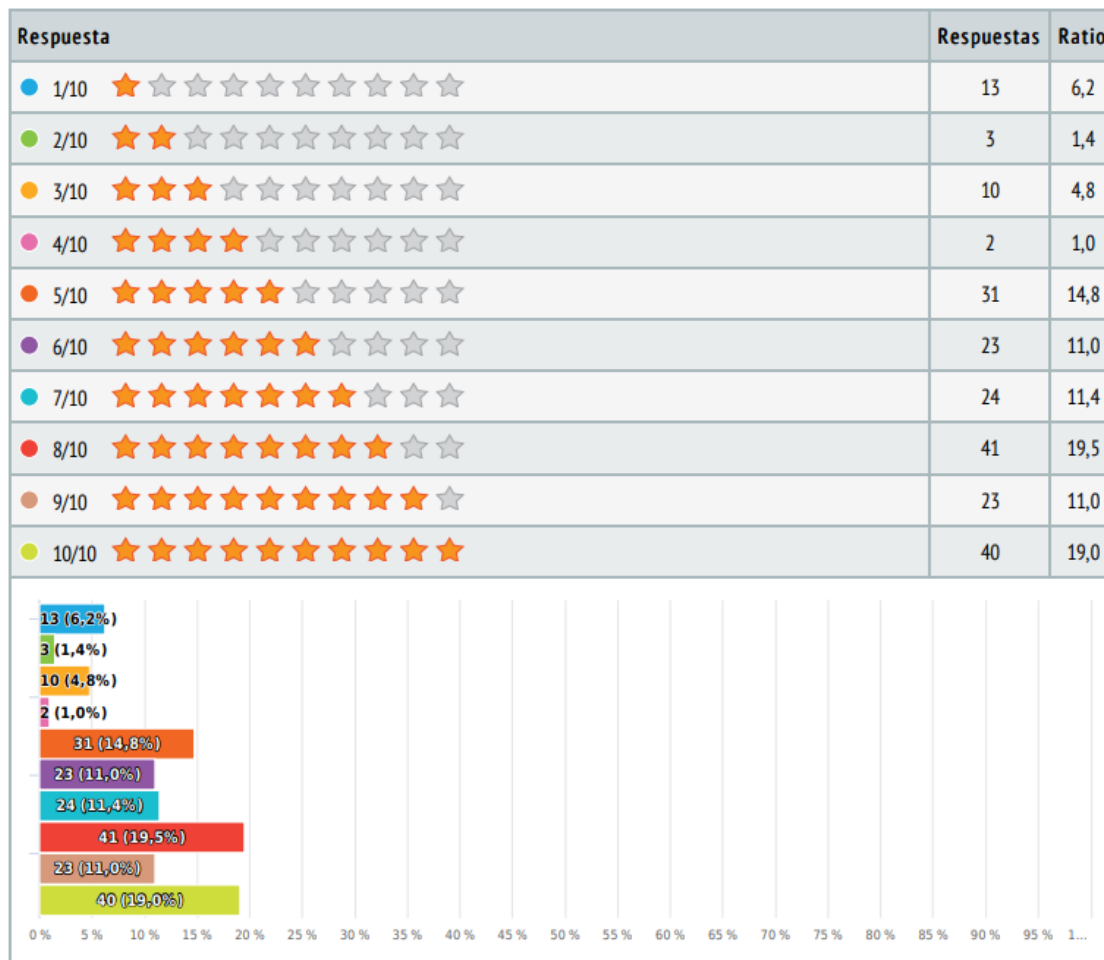 Respuesta Respuestas Ratio
1/10 13 6,2
2/10 3 1,4
3/10 10 4,8
4/10 2 1,0
5/10 31 14,8
6/10 23 11,0
7/10 24 11,4
8/10 41 19,5
9/10 23 11,0
10/10 40 19,0
13 (6,2%)
3 (1,4%)
10 (4,8%)
2 (1,0%)
31 (14,8%)
23 (11,0%)
24 (11,4%)
41 (19,5%)
23 (11,0%)
40 (19,0%)
0 % 5 % 10 % 15 % 20 % 25 % 30 % 35 % 40 % 45 % 50 % 55 % 60 % 65 % 70 % 75 % 80 % 85 % 90 % 95 % 1...